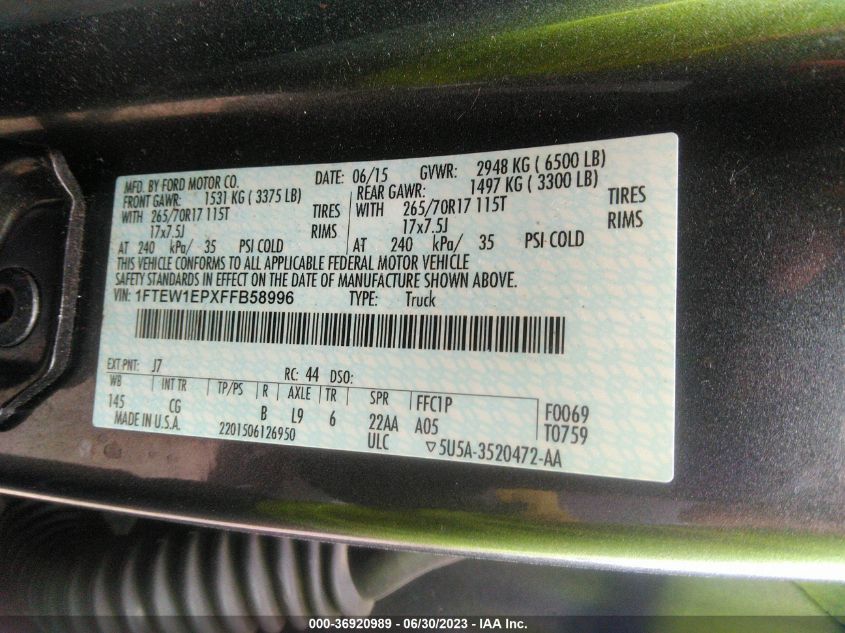 MFD. BY FORD MOTOR CO. DATE: 06/15 GVWR: 2948 KG ( 6500 LB)
FRONT GAWR: 1531 KG ( 3375 LB) REAR GAWR: 1497 KG ( 3300 LB)
WITH 265/70R17 115T TIRES WITH 265/70R17 115T TIRES
17x7.5J RIMS 17x7.5J RIMS
AT 240 kPa/ 35 PSI COLD AT 240 kPa/ 35 PSI COLD
THIS VEHICLE CONFORMS TO ALL APPLICABLE FEDERAL MOTOR VEHICLE
SAFETY STANDARDS IN EFFECT ON THE DATE OF MANUFACTURE SHOWN ABOVE.
VIN: 1FTEW1EPXFFB58996 TYPE: Truck
EXT PNT: J7 RC: 44 DSO:
WB INT TR TP/PS R AXLE TR SPR FFC1P F0069
145 CG B L9 6 22AA A05 T0759
MADE IN U.S.A. 2201506126950 ULC ▽5U5A-3520472-AA
000-36920989 - 06/30/2023 - IAA Inc.